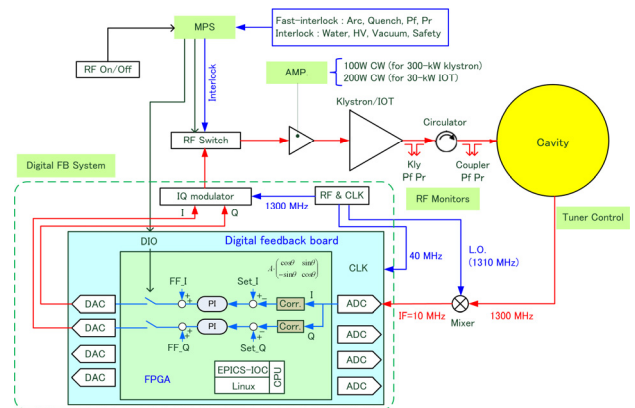 MPS
Fast-interlock : Arc, Quench, Pf, Pr
Interlock : Water, HV, Vacuum, Safety
RF On/Off
Interlock
AMP
100W CW (for 300-kW klystron)
200W CW (for 30-kW IOT)
Klystron/IOT
Circulator
RF Switch
Cavity
Kly
Pf Pr
Coupler
Pf Pr
Digital FB System
IQ modulator
1300 MHz
RF & CLK
RF Monitors
Tuner Control
I
Q
DIO
Digital feedback board
CLK
40 MHz
L.O.
(1310 MHz)
A·( cosθ sinθ
−sinθ cosθ )
FF_I
Set_I
I
DAC
PI
Corr.
ADC
IF=10 MHz
Mixer
1300 MHz
DAC
PI
Corr.
Q
ADC
FF_Q
Set_Q
DAC
ADC
EPICS-IOC
Linux
CPU
DAC
FPGA
ADC